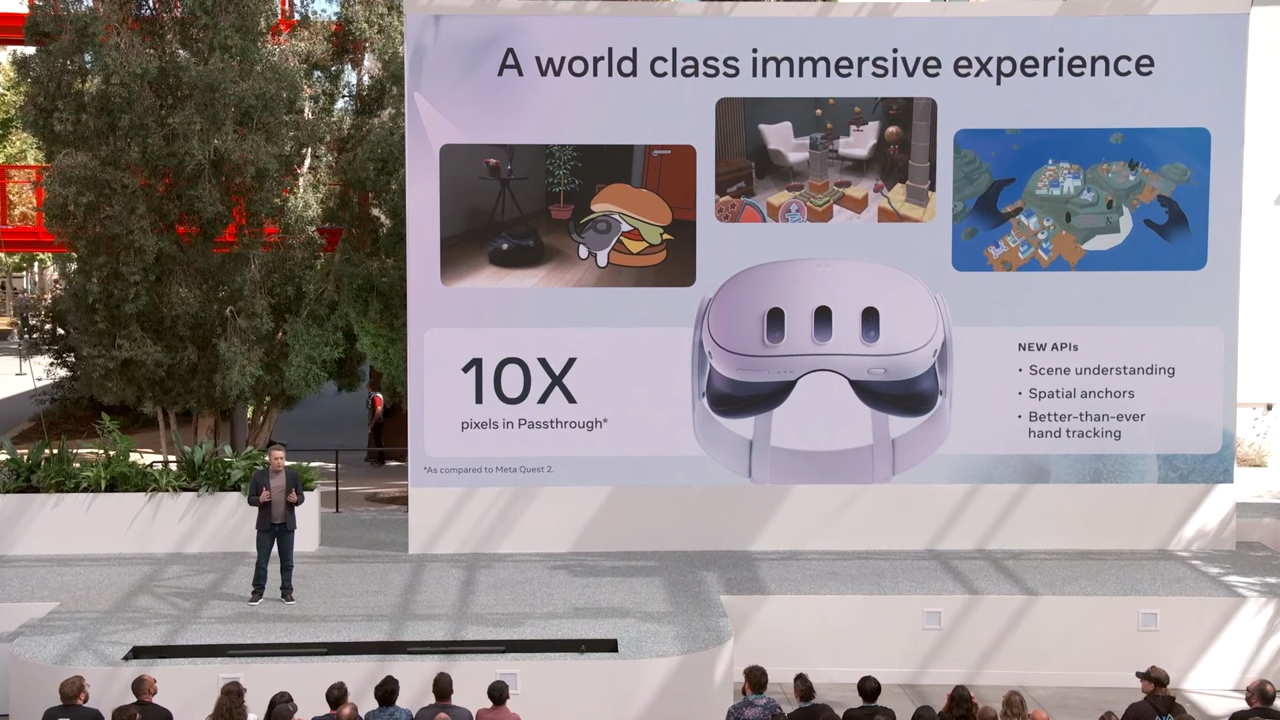 A world class immersive experience
10X
pixels in Passthrough*
*As compared to Meta Quest 2.
NEW APIs
• Scene understanding
• Spatial anchors
• Better-than-ever
hand tracking